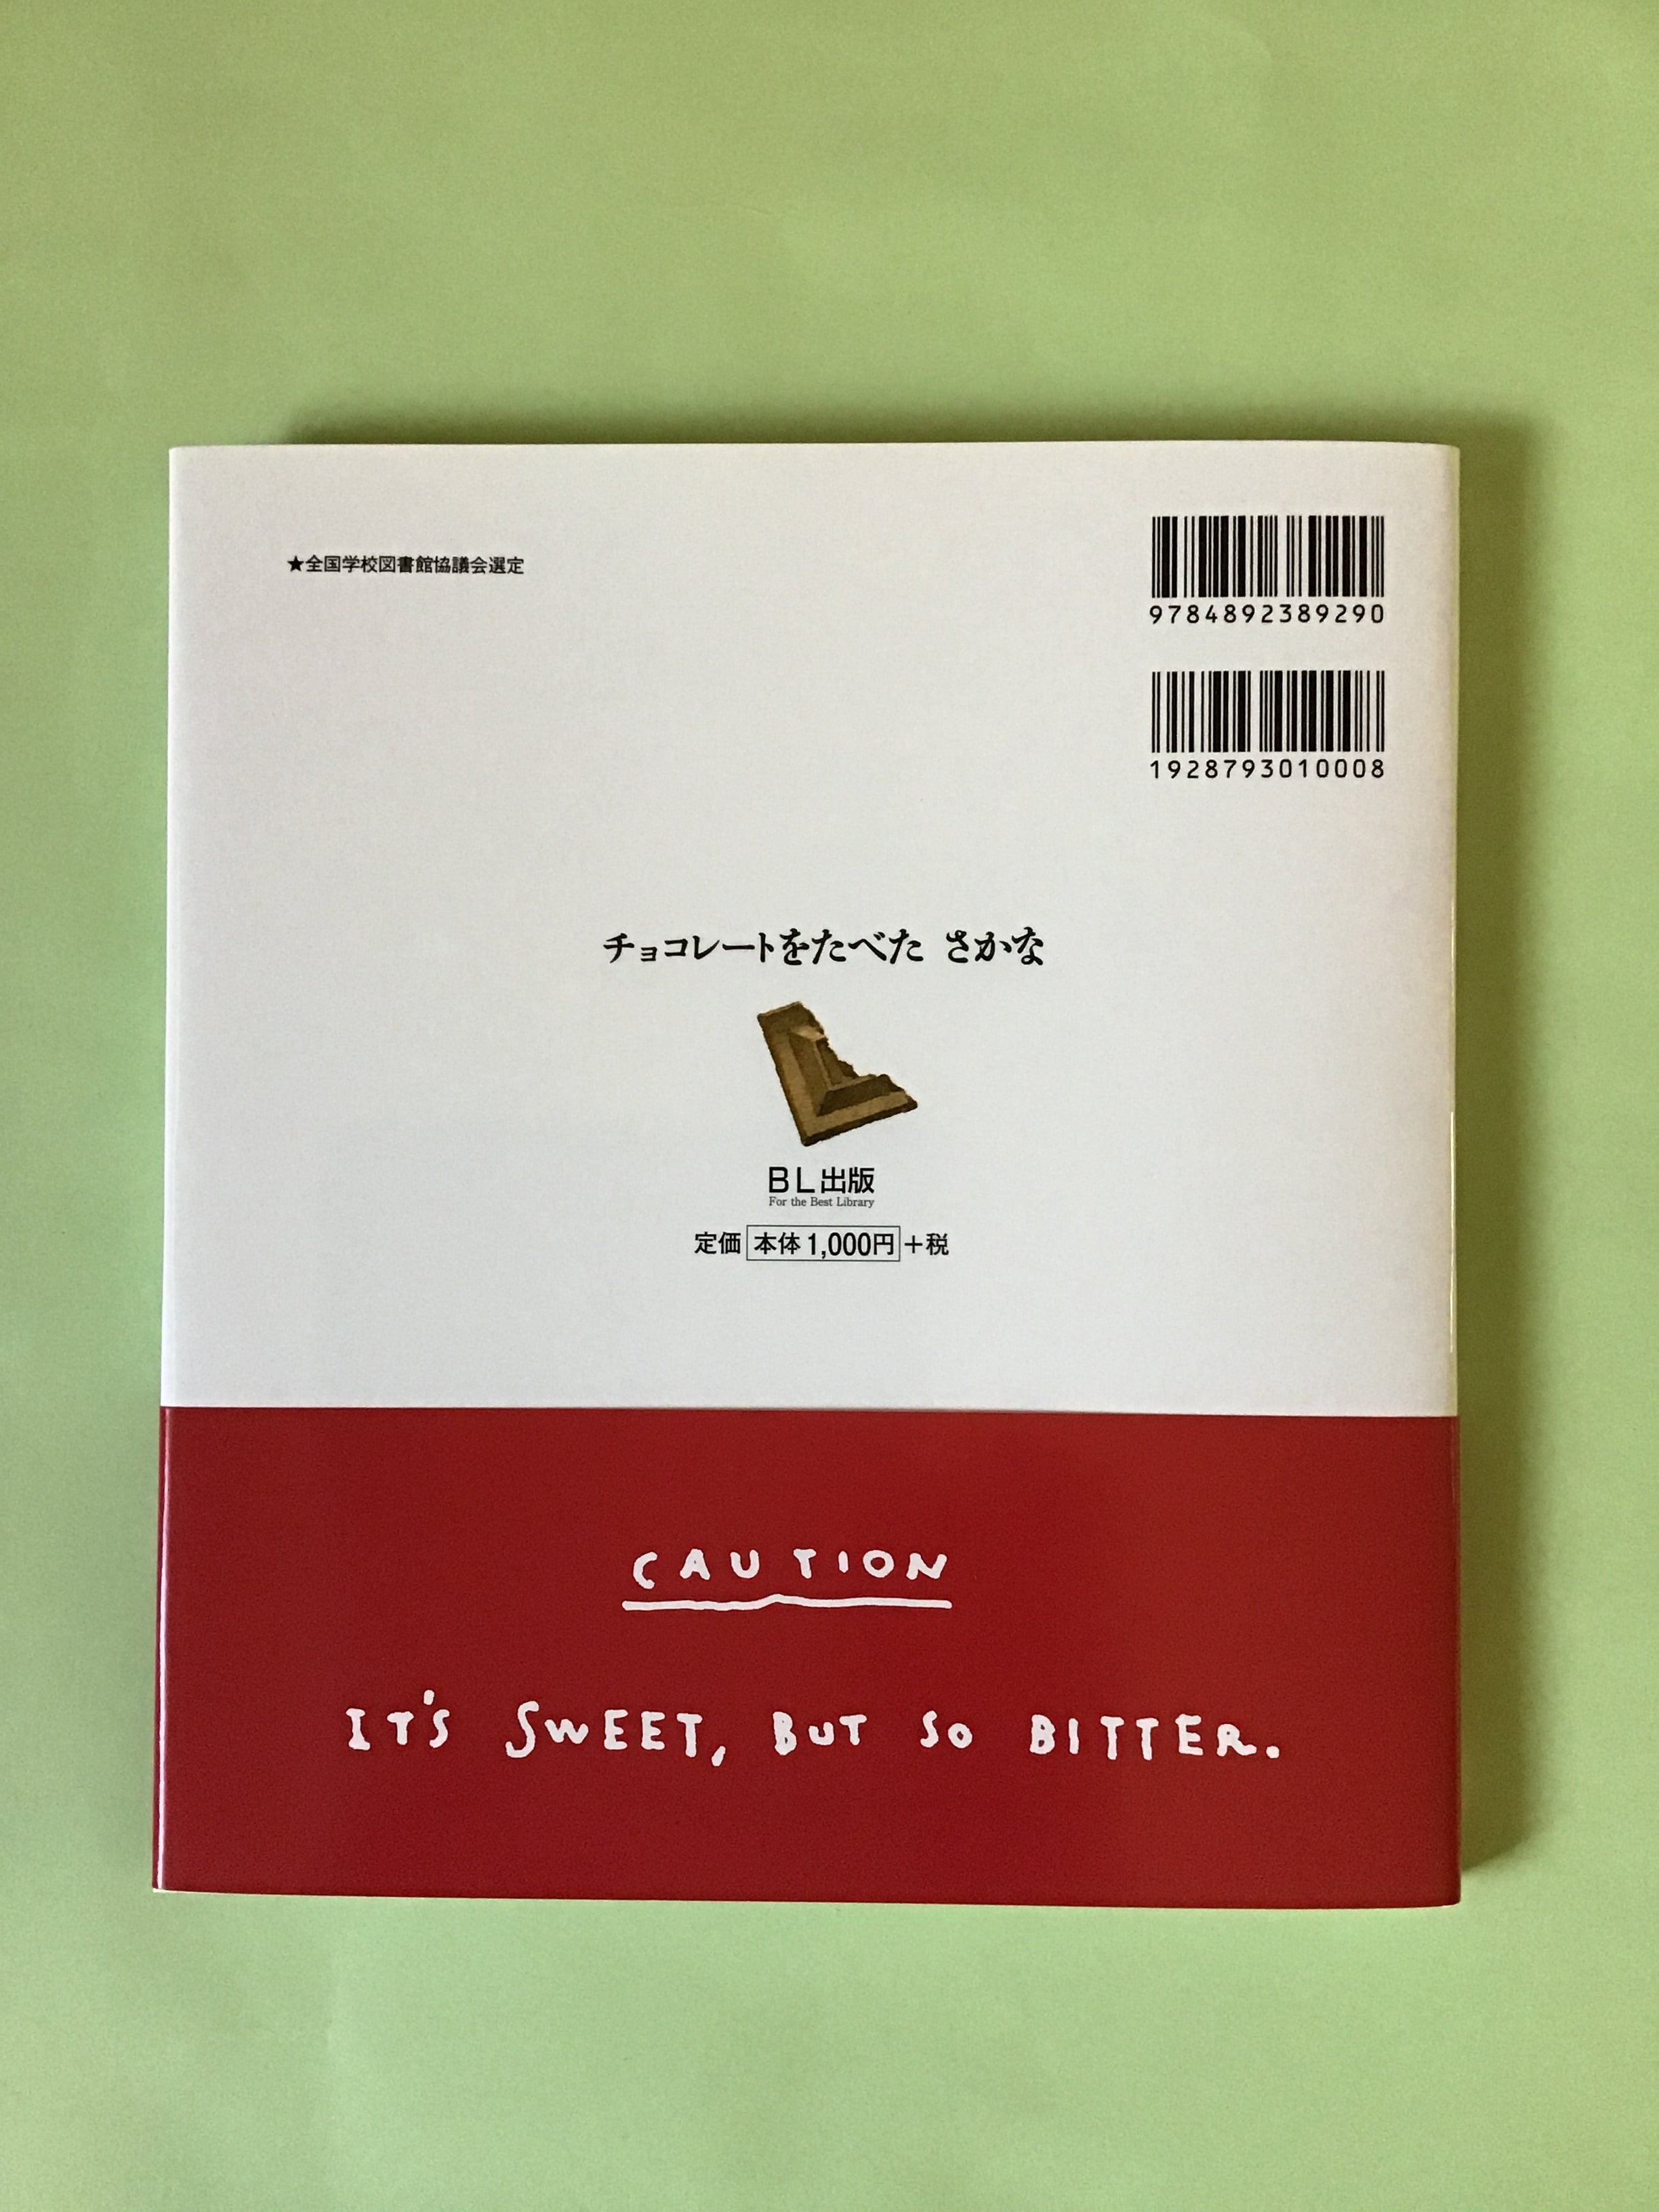 ★全国学校図書館協議会選定
9784892389290
1928793010008
チョコレートをたべた さかな
BL出版
For the Best Library
定価 本体1,000円+税
CAUTION
IT'S SWEET, BUT SO BITTER.